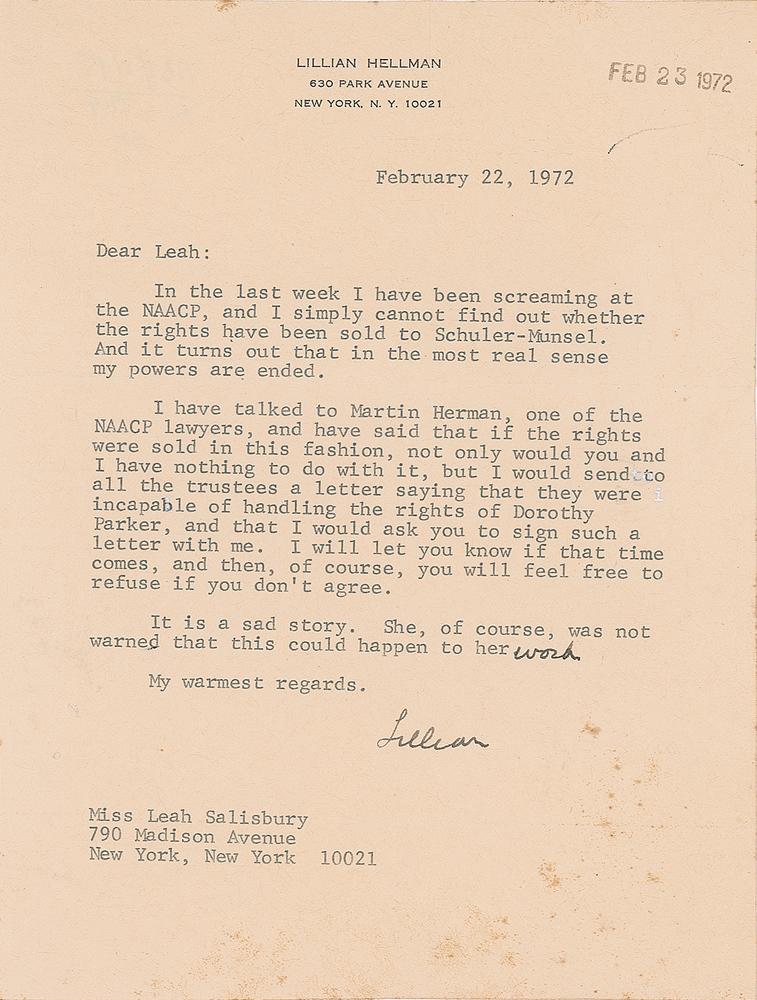 LILLIAN HELLMAN
630 PARK AVENUE
NEW YORK, N. Y. 10021
FEB 23 1972
February 22, 1972
Dear Leah:
In the last week I have been screaming at
the NAACP, and I simply cannot find out whether
the rights have been sold to Schuler-Munsel.
And it turns out that in the most real sense
my powers are ended.
I have talked to Martin Herman, one of the
NAACP lawyers, and have said that if the rights
were sold in this fashion, not only would you and
I have nothing to do with it, but I would send to
all the trustees a letter saying that they were
incapable of handling the rights of Dorothy
Parker, and that I would ask you to sign such a
letter with me. I will let you know if that time
comes, and then, of course, you will feel free to
refuse if you don't agree.
It is a sad story. She, of course, was not
warned that this could happen to her work
My warmest regards.
Lillian
Miss Leah Salisbury
790 Madison Avenue
New York, New York 10021